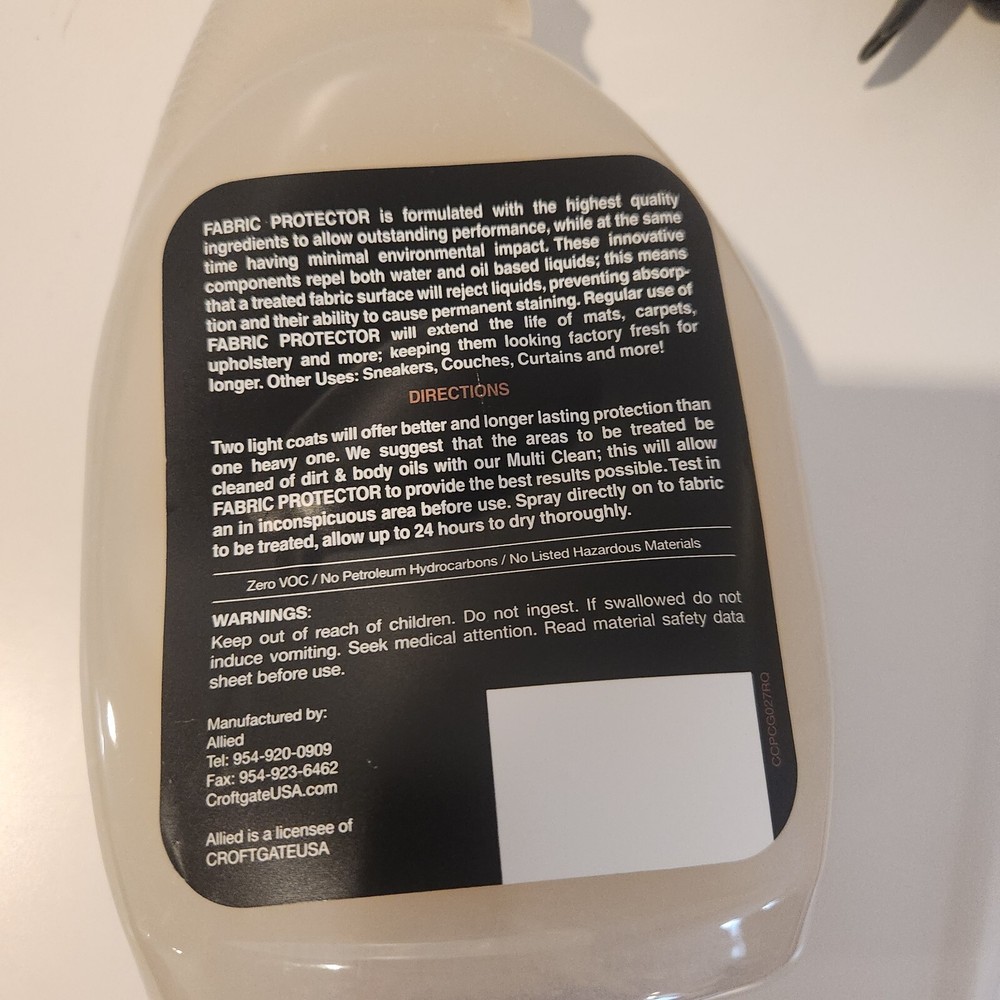 FABRIC PROTECTOR is formulated with the highest quality
ingredients to allow outstanding performance, while at the same
time having minimal environmental impact. These innovative
components repel both water and oil based liquids; this means
that a treated fabric surface will reject liquids, preventing absorp-
tion and their ability to cause permanent staining. Regular use of
FABRIC PROTECTOR will extend the life of mats, carpets,
upholstery and more; keeping them looking factory fresh for
longer. Other Uses: Sneakers, Couches, Curtains and more!
DIRECTIONS
Two light coats will offer better and longer lasting protection than
one heavy one. We suggest that the areas to be treated be
cleaned of dirt & body oils with our Multi Clean; this will allow
FABRIC PROTECTOR to provide the best results possible. Test in
an in inconspicuous area before use. Spray directly on to fabric
to be treated, allow up to 24 hours to dry thoroughly.
Zero VOC / No Petroleum Hydrocarbons / No Listed Hazardous Materials
WARNINGS:
Keep out of reach of children. Do not ingest. If swallowed do not
induce vomiting. Seek medical attention. Read material safety data
sheet before use.
Manufactured by:
Allied
Tel: 954-920-0909
Fax: 954-923-6462
CroftgateUSA.com
Allied is a licensee of
CROFTGATEUSA
CCPCG027RQ